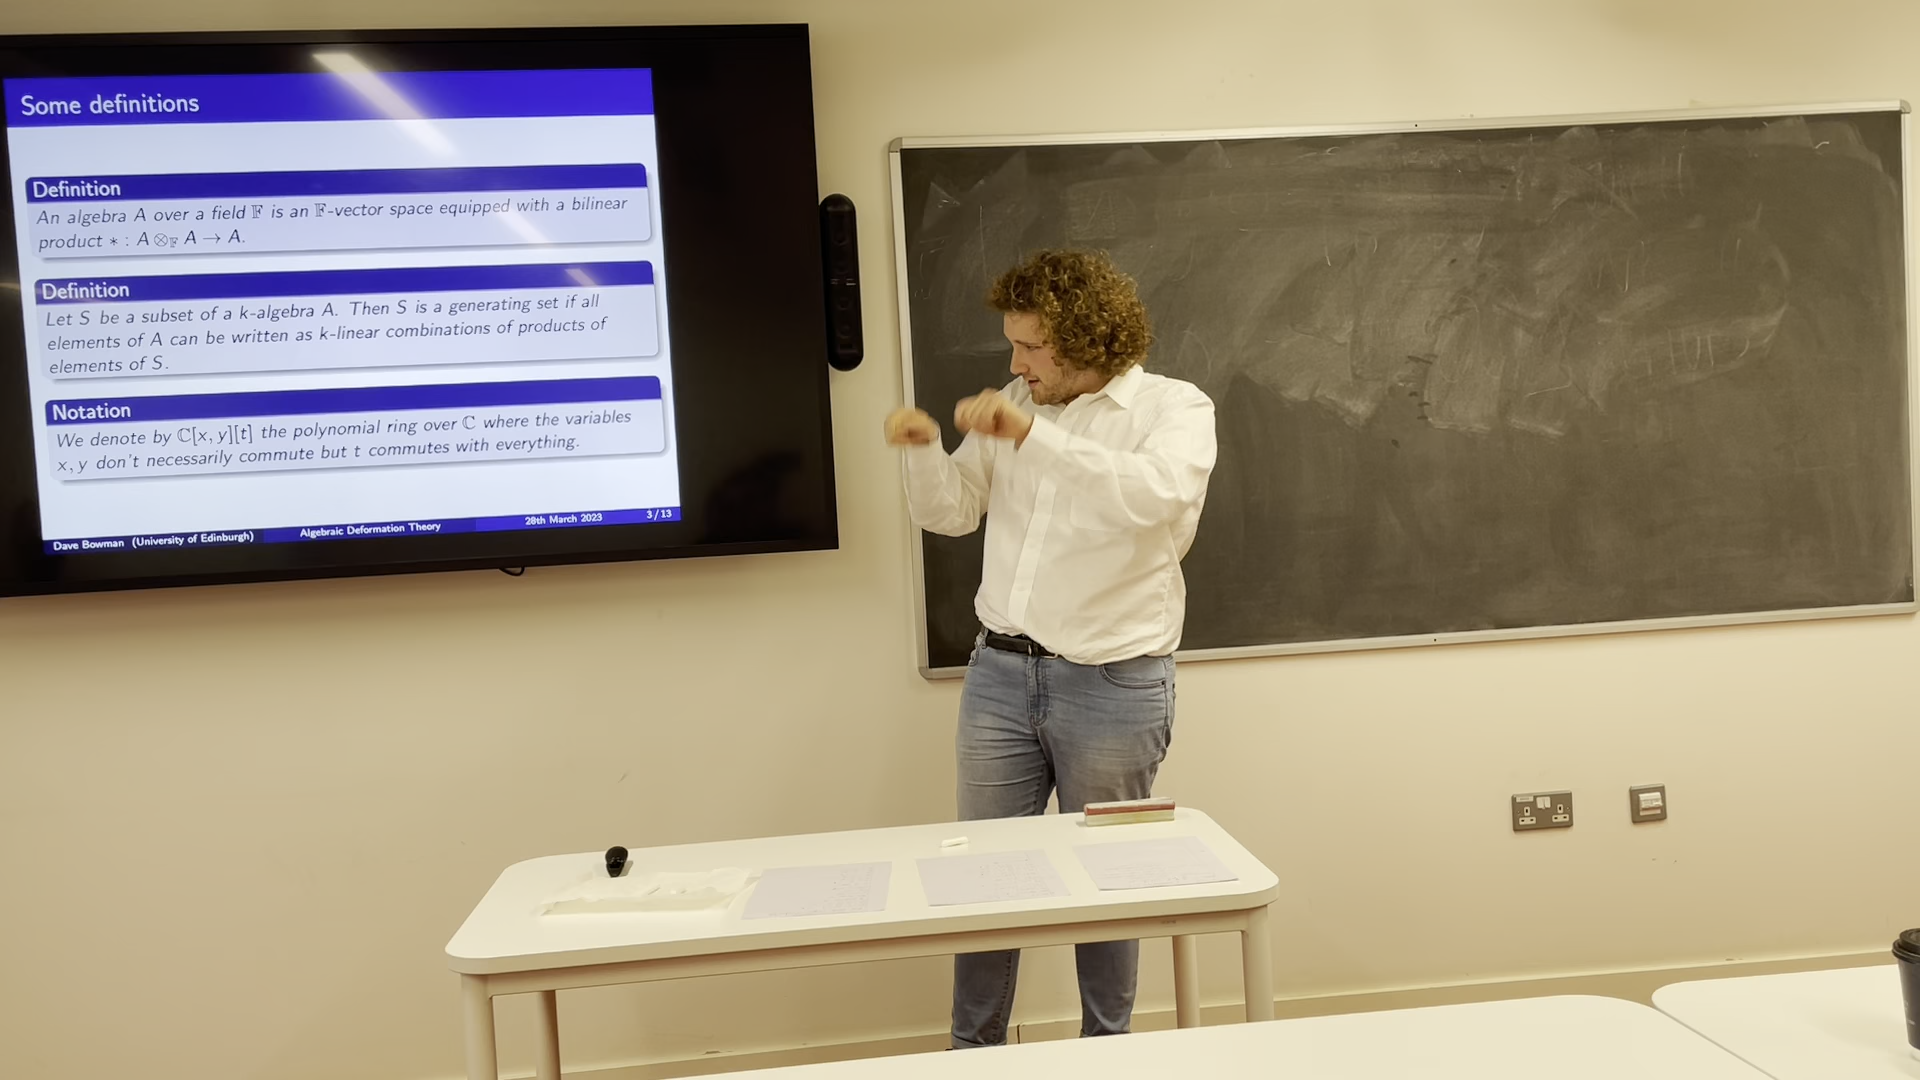 Some definitions
Definition
An algebra A over a field 𝔽 is an 𝔽-vector space equipped with a bilinear
product ∗ : A ⊗𝔽 A → A.
Definition
Let S be a subset of a k-algebra A. Then S is a generating set if all
elements of A can be written as k-linear combinations of products of
elements of S.
Notation
We denote by ℂ[x, y][t] the polynomial ring over ℂ where the variables
x, y don't necessarily commute but t commutes with everything.
Dave Bowman (University of Edinburgh) Algebraic Deformation Theory 28th March 2023 3 / 13